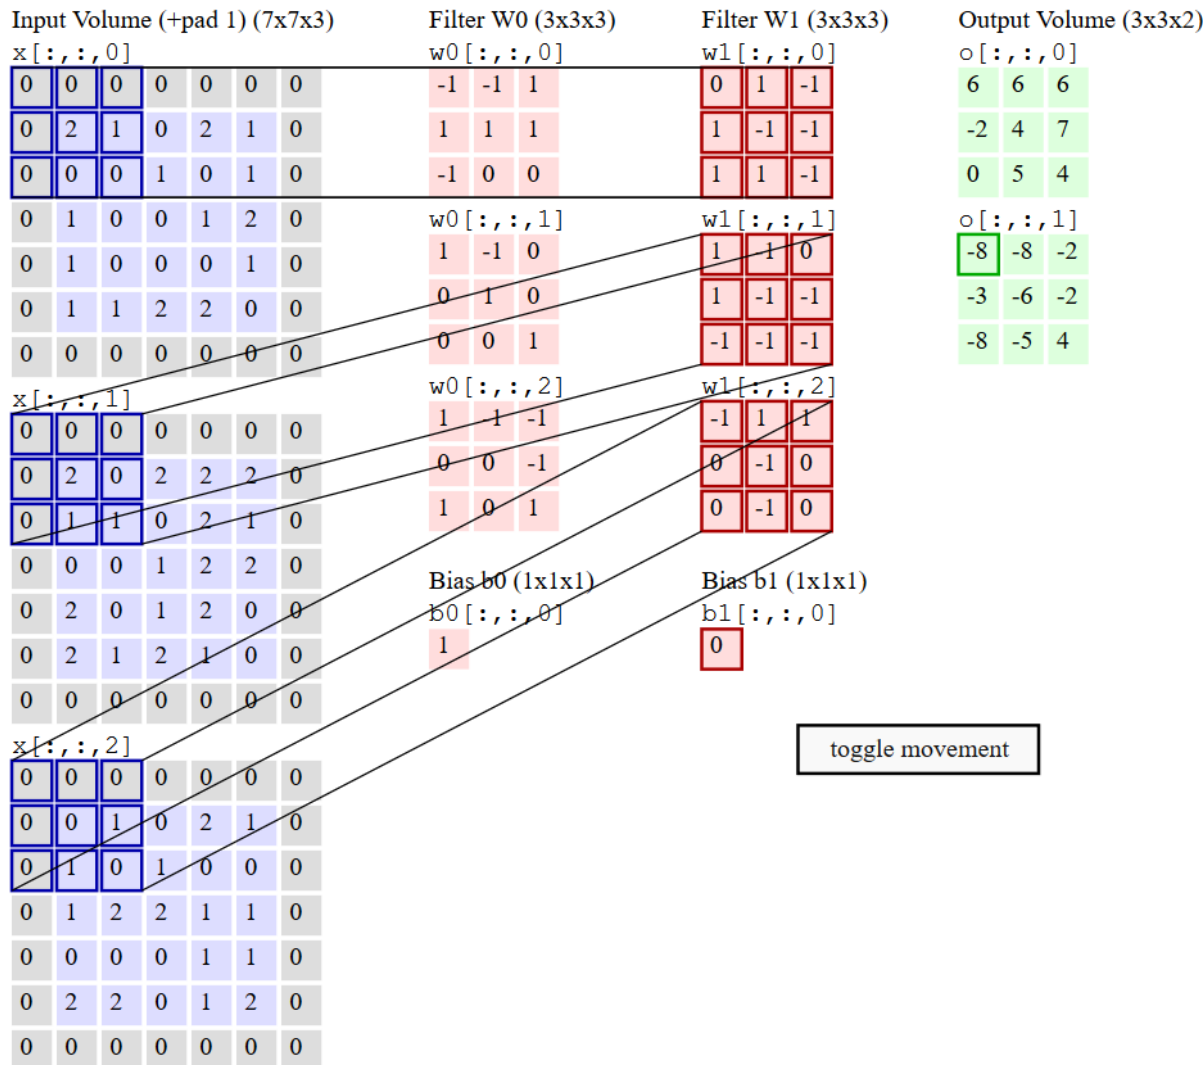 Input Volume (+pad 1) (7x7x3)
x[:,:,0]
0 0 0 0 0 0 0
0 2 1 0 2 1 0
0 0 0 1 0 1 0
0 1 0 0 1 2 0
0 1 0 0 0 1 0
0 1 1 2 2 0 0
0 0 0 0 0 0 0
x[:,:,1]
0 0 0 0 0 0 0
0 2 0 2 2 2 0
0 1 1 0 2 1 0
0 0 0 1 2 2 0
0 2 0 1 2 0 0
0 2 1 2 1 0 0
0 0 0 0 0 0 0
x[:,:,2]
0 0 0 0 0 0 0
0 0 1 0 2 1 0
0 1 0 1 0 0 0
0 1 2 2 1 1 0
0 0 0 0 1 1 0
0 2 2 0 1 2 0
0 0 0 0 0 0 0
Filter W0 (3x3x3)
w0[:,:,0]
-1 -1 1
1 1 1
-1 0 0
w0[:,:,1]
1 -1 0
0 1 0
0 0 1
w0[:,:,2]
1 -1 -1
0 0 -1
1 0 1
Bias b0 (1x1x1)
b0[:,:,0]
1
Filter W1 (3x3x3)
w1[:,:,0]
0 1 -1
1 -1 -1
1 1 -1
w1[:,:,1]
1 -1 0
1 -1 -1
-1 -1 -1
w1[:,:,2]
-1 1 1
0 -1 0
0 -1 0
Bias b1 (1x1x1)
b1[:,:,0]
0
Output Volume (3x3x2)
o[:,:,0]
6 6 6
-2 4 7
0 5 4
o[:,:,1]
-8 -8 -2
-3 -6 -2
-8 -5 4
toggle movement